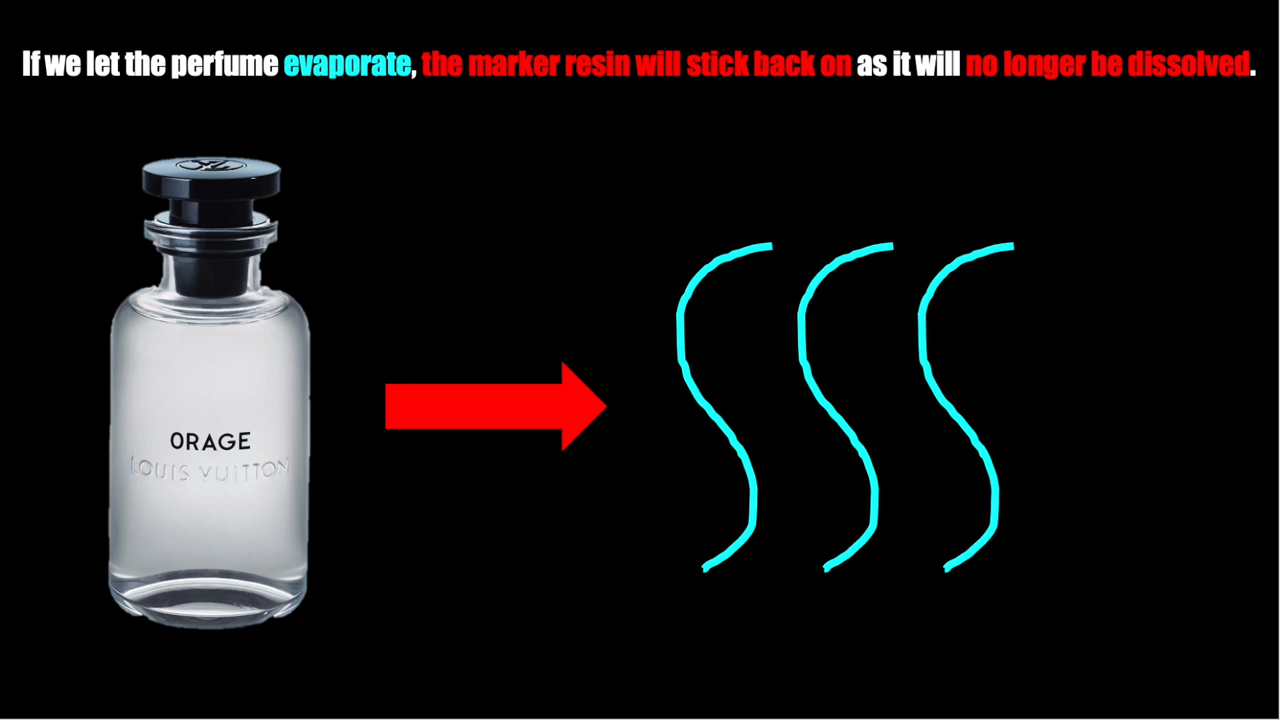 If we let the perfume evaporate, the marker resin will stick back on as it will no longer be dissolved.
LV
ORAGE
LOUIS VUITTON